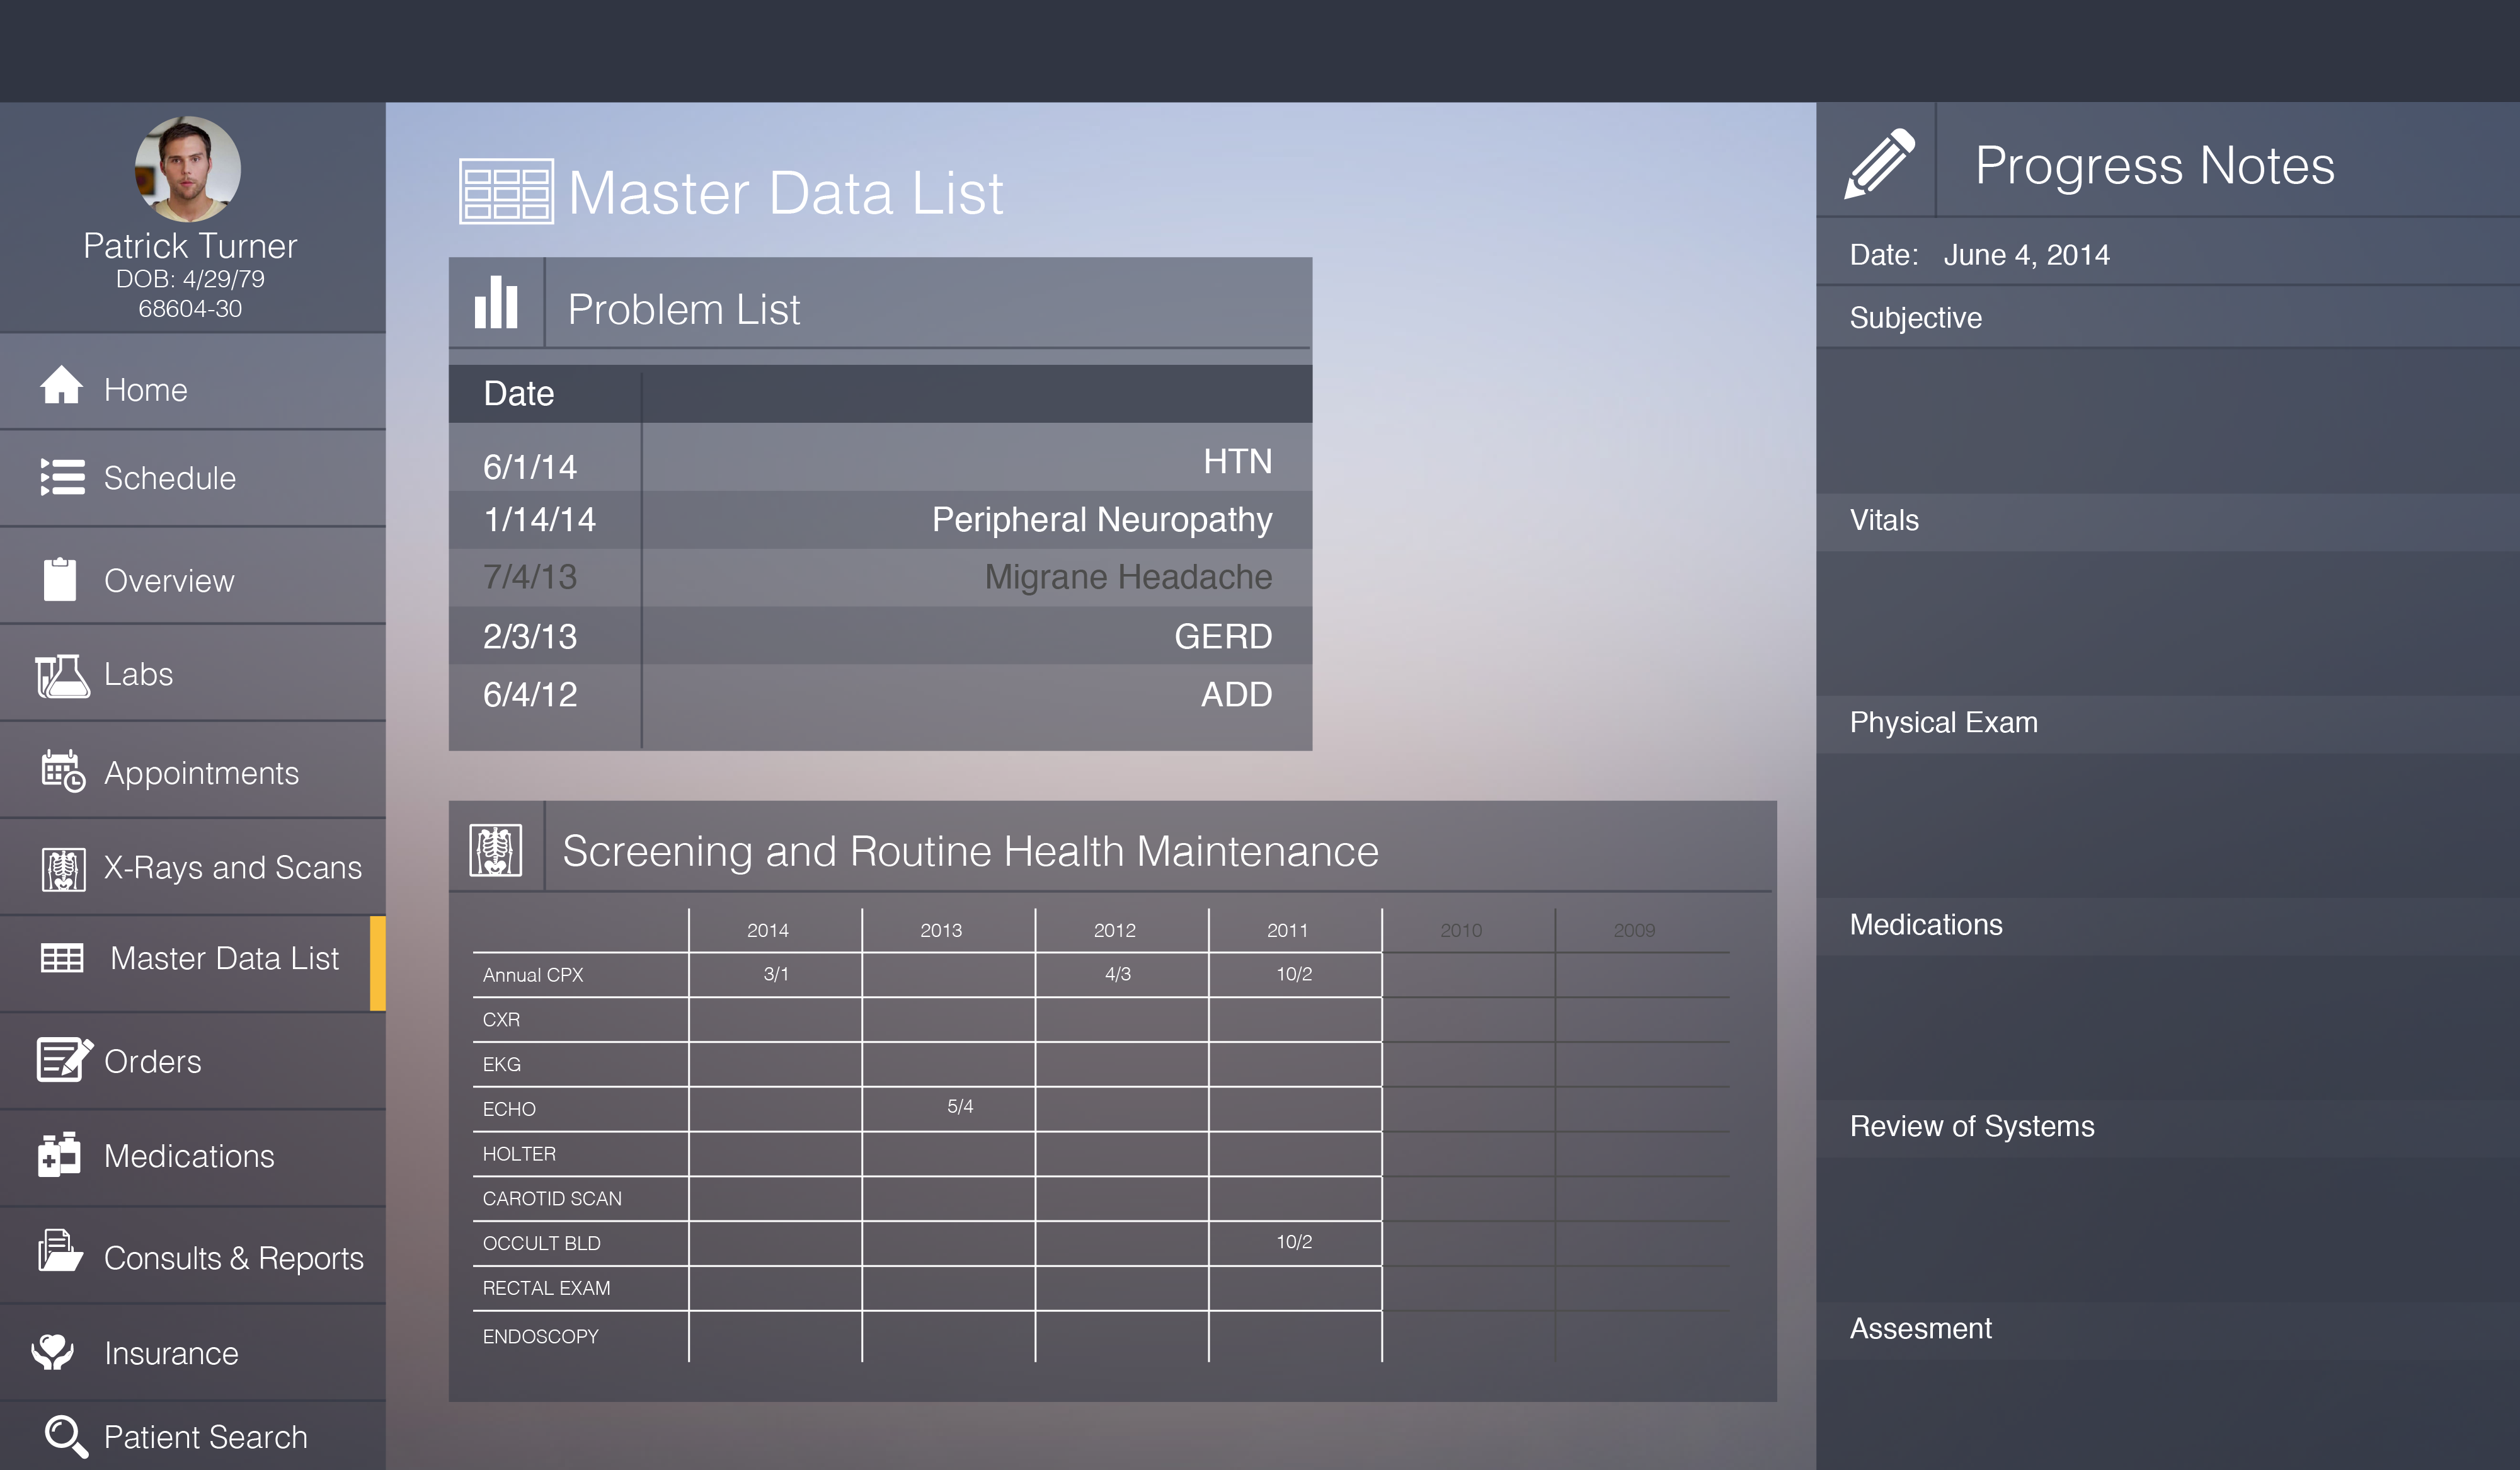 Patrick Turner
DOB: 4/29/79
68604-30
Home
Schedule
Overview
Labs
Appointments
X-Rays and Scans
Master Data List
Orders
Medications
Consults & Reports
Insurance
Patient Search
Master Data List
Problem List
Date
6/1/14 HTN
1/14/14 Peripheral Neuropathy
7/4/13 Migrane Headache
2/3/13 GERD
6/4/12 ADD
Screening and Routine Health Maintenance
2014 2013 2012 2011 2010 2009
Annual CPX 3/1 4/3 10/2
CXR
EKG
ECHO 5/4
HOLTER
CAROTID SCAN
OCCULT BLD 10/2
RECTAL EXAM
ENDOSCOPY
Progress Notes
Date: June 4, 2014
Subjective
Vitals
Physical Exam
Medications
Review of Systems
Assesment